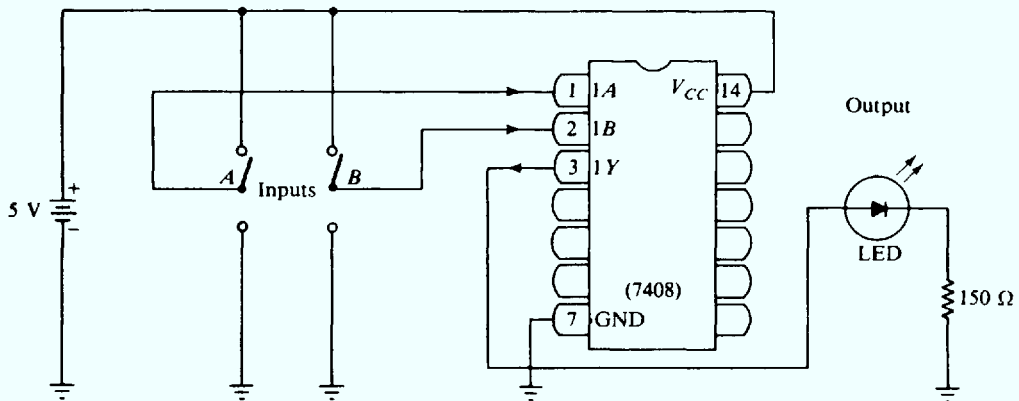 1 1A
VCC 14
Output
2 1B
3 1Y
A
Inputs
B
+
5 V
−
LED
(7408)
150 Ω
7 GND